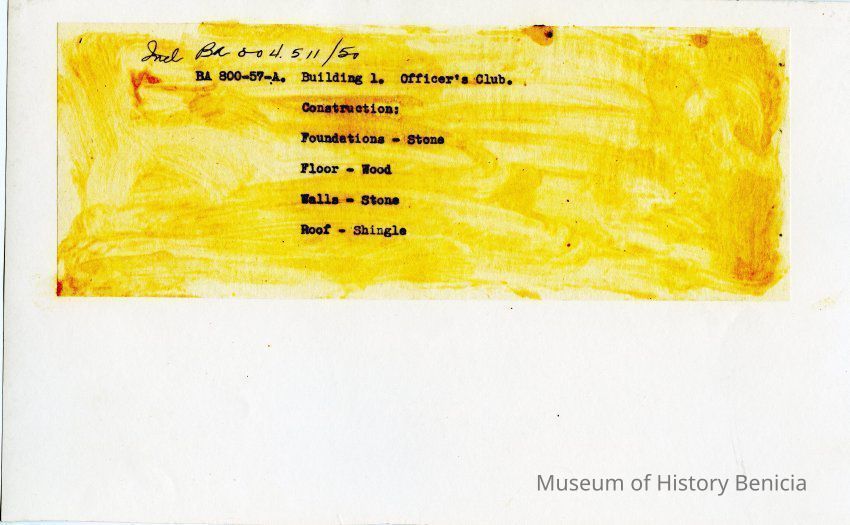 Incl BA 004.511/50
BA 800-57-A. Building 1. Officer's Club.
Construction:
Foundations - Stone
Floor - Wood
Walls - Stone
Roof - Shingle
Museum of History Benicia